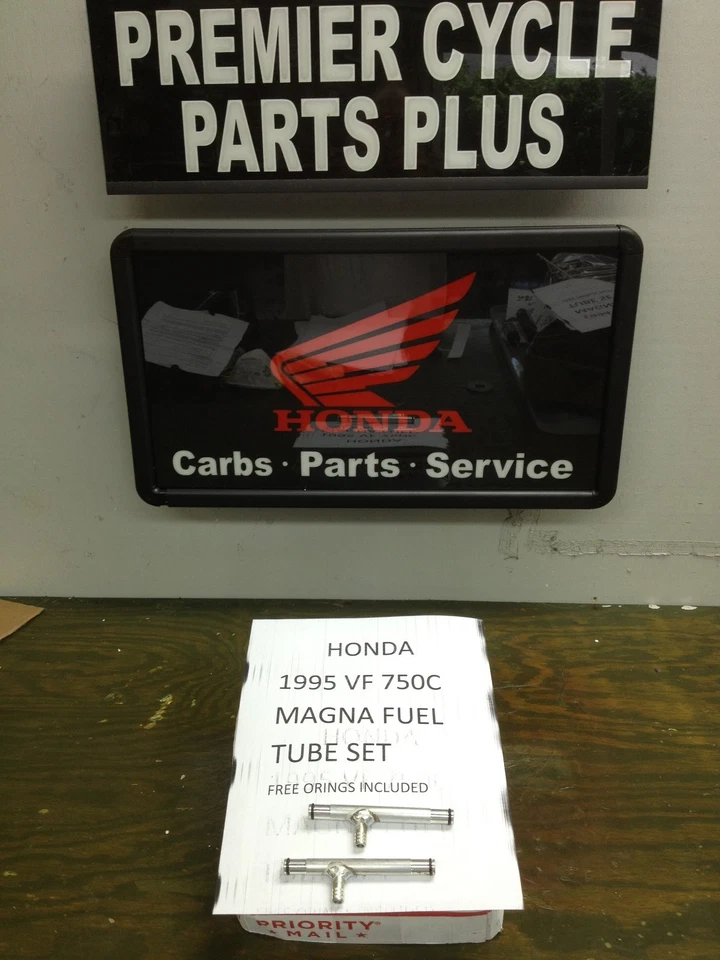 PREMIER CYCLE
PARTS PLUS
HONDA
Carbs · Parts · Service
HONDA
1995 VF 750C
MAGNA FUEL
TUBE SET
FREE ORINGS INCLUDED
PRIORITY
★ MAIL ★